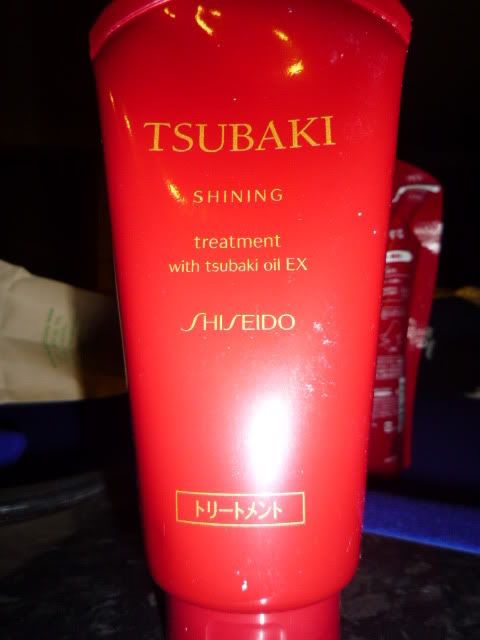 TSUBAKI
SHINING
treatment
with tsubaki oil EX
SHISEIDO
トリートメント